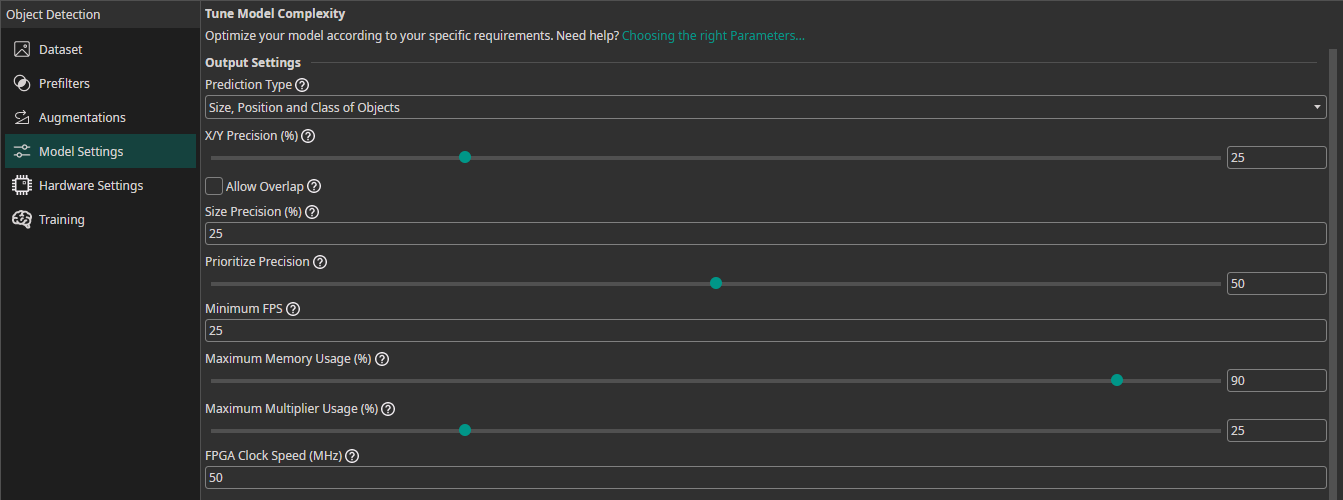 Object Detection
Dataset
Prefilters
Augmentations
Model Settings
Hardware Settings
Training
Tune Model Complexity
Optimize your model according to your specific requirements. Need help? Choosing the right Parameters...
Output Settings
Prediction Type ?
Size, Position and Class of Objects
X/Y Precision (%) ?
25
Allow Overlap ?
Size Precision (%) ?
25
Prioritize Precision ?
50
Minimum FPS ?
25
Maximum Memory Usage (%) ?
90
Maximum Multiplier Usage (%) ?
25
FPGA Clock Speed (MHz) ?
50